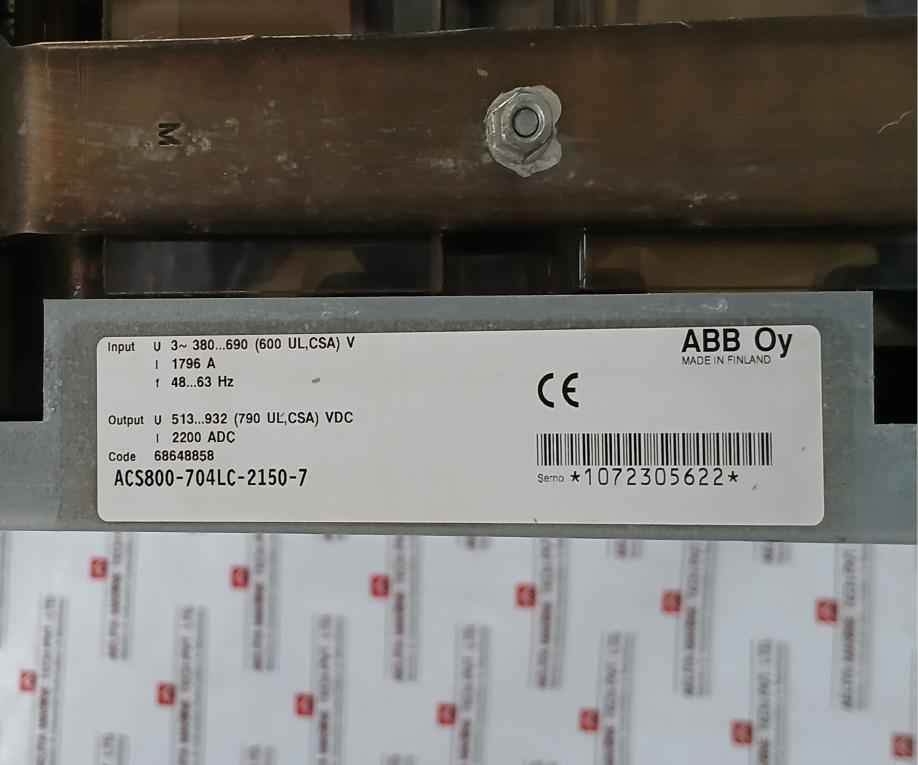 M
Input U 3~ 380...690 (600 UL,CSA) V
I 1796 A
f 48...63 Hz
Output U 513...932 (790 UL,CSA) VDC
I 2200 ADC
Code 68648858
ACS800-704LC-2150-7
ABB Oy
MADE IN FINLAND
CE
Serno *1072305622*